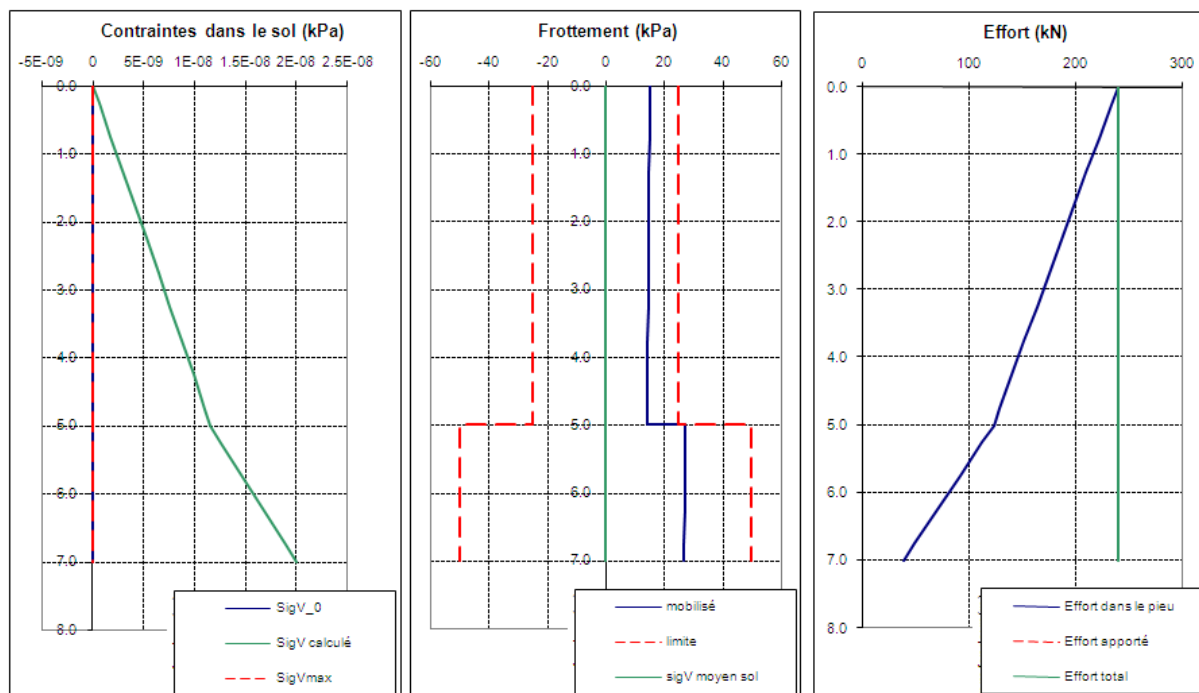 Contraintes dans le sol (kPa)
-5E-09 0 5E-09 1E-08 1.5E-08 2E-08 2.5E-08
0.0
1.0
2.0
3.0
4.0
5.0
6.0
7.0
8.0
SigV_0
SigV calculé
SigVmax
Frottement (kPa)
-60 -40 -20 0 20 40 60
0.0
1.0
2.0
3.0
4.0
5.0
6.0
7.0
mobilisé
limite
sigV moyen sol
Effort (kN)
0 100 200 300
0.0
1.0
2.0
3.0
4.0
5.0
6.0
7.0
8.0
Effort dans le pieu
Effort apporté
Effort total